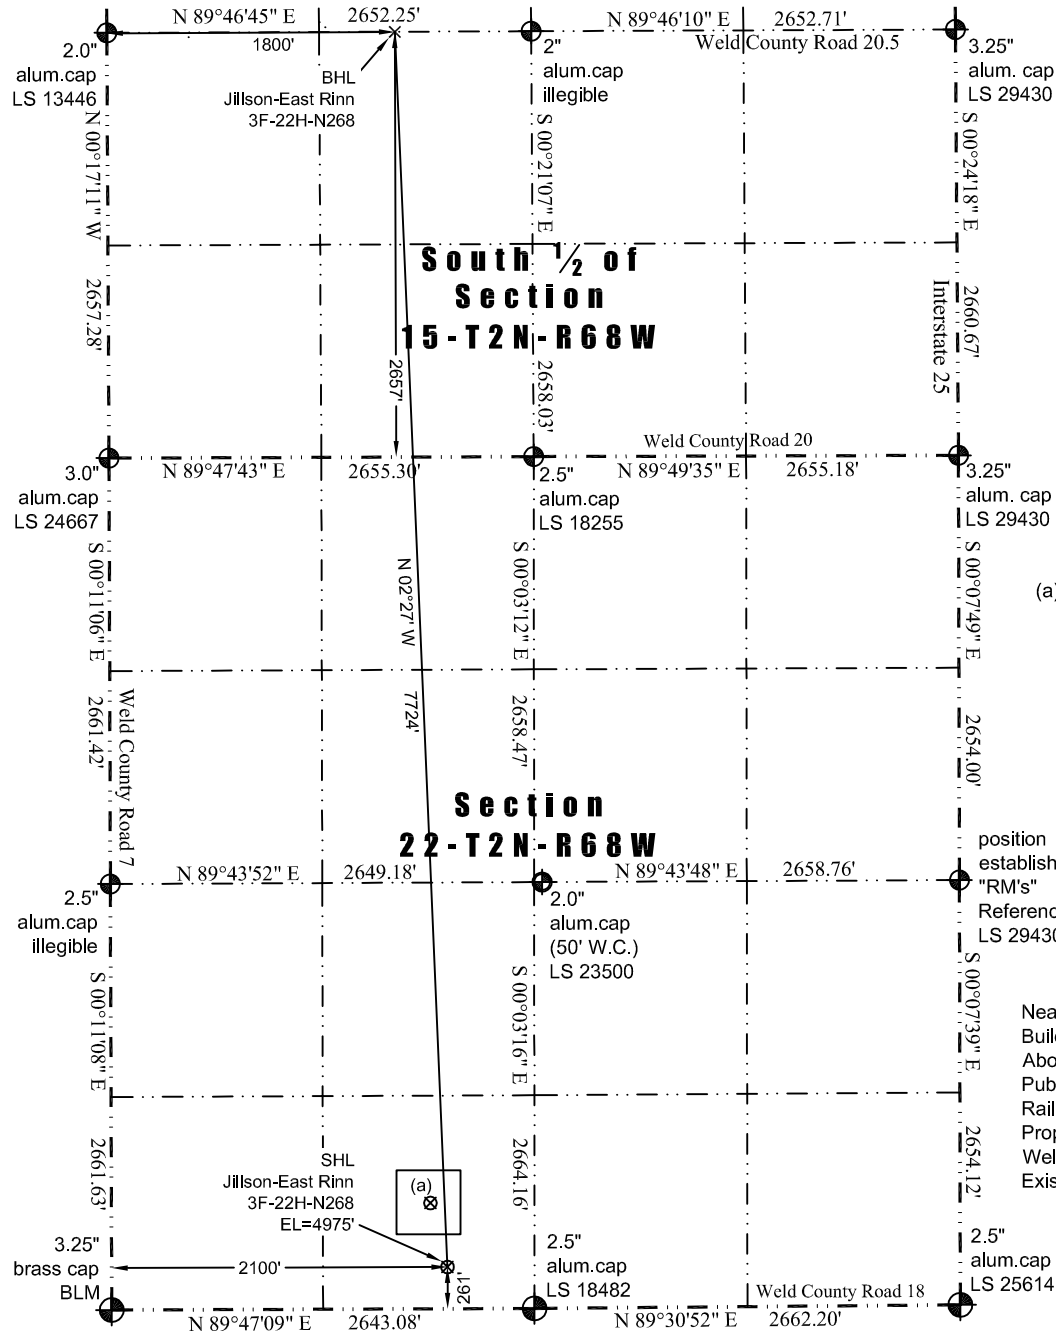 N 89°46'45" E 2652.25' N 89°46'10" E 2652.71'
1800'
Weld County Road 20.5
2.0"
alum.cap
LS 13446
BHL
Jillson-East Rinn
3F-22H-N268
2"
alum.cap
illegible
3.25"
alum. cap
LS 29430
N 00°17'11" W
2657.28'
S 00°21'07" E
2658.03'
S 00°24'18" E
2660.67'
Interstate 25
South ½ of
Section
15-T2N-R68W
2657'
Weld County Road 20
N 89°47'43" E 2655.30' N 89°49'35" E 2655.18'
3.0"
alum.cap
LS 24667
2.5"
alum.cap
LS 18255
3.25"
alum. cap
LS 29430
S 00°11'06" E
2661.42'
Weld County Road 7
N 02°27' W
7724'
S 00°03'12" E
2658.47'
S 00°07'49" E
2654.00'
(a)
Section
22-T2N-R68W
N 89°43'52" E 2649.18' N 89°43'48" E 2658.76'
2.5"
alum.cap
illegible
2.0"
alum.cap
(50' W.C.)
LS 23500
position
establish
"RM's"
Referenc
LS 29430
S 00°11'08" E
2661.63'
S 00°03'16" E
2664.16'
S 00°07'39" E
2654.12'
Nea
Buil
Abo
Pub
Rail
Prop
Wel
Exis
SHL
Jillson-East Rinn
3F-22H-N268
EL=4975'
(a)
3.25"
brass cap
BLM
2100'
261'
2.5"
alum.cap
LS 18482
2.5"
alum.cap
LS 25614
Weld County Road 18
N 89°47'09" E 2643.08' N 89°30'52" E 2662.20'